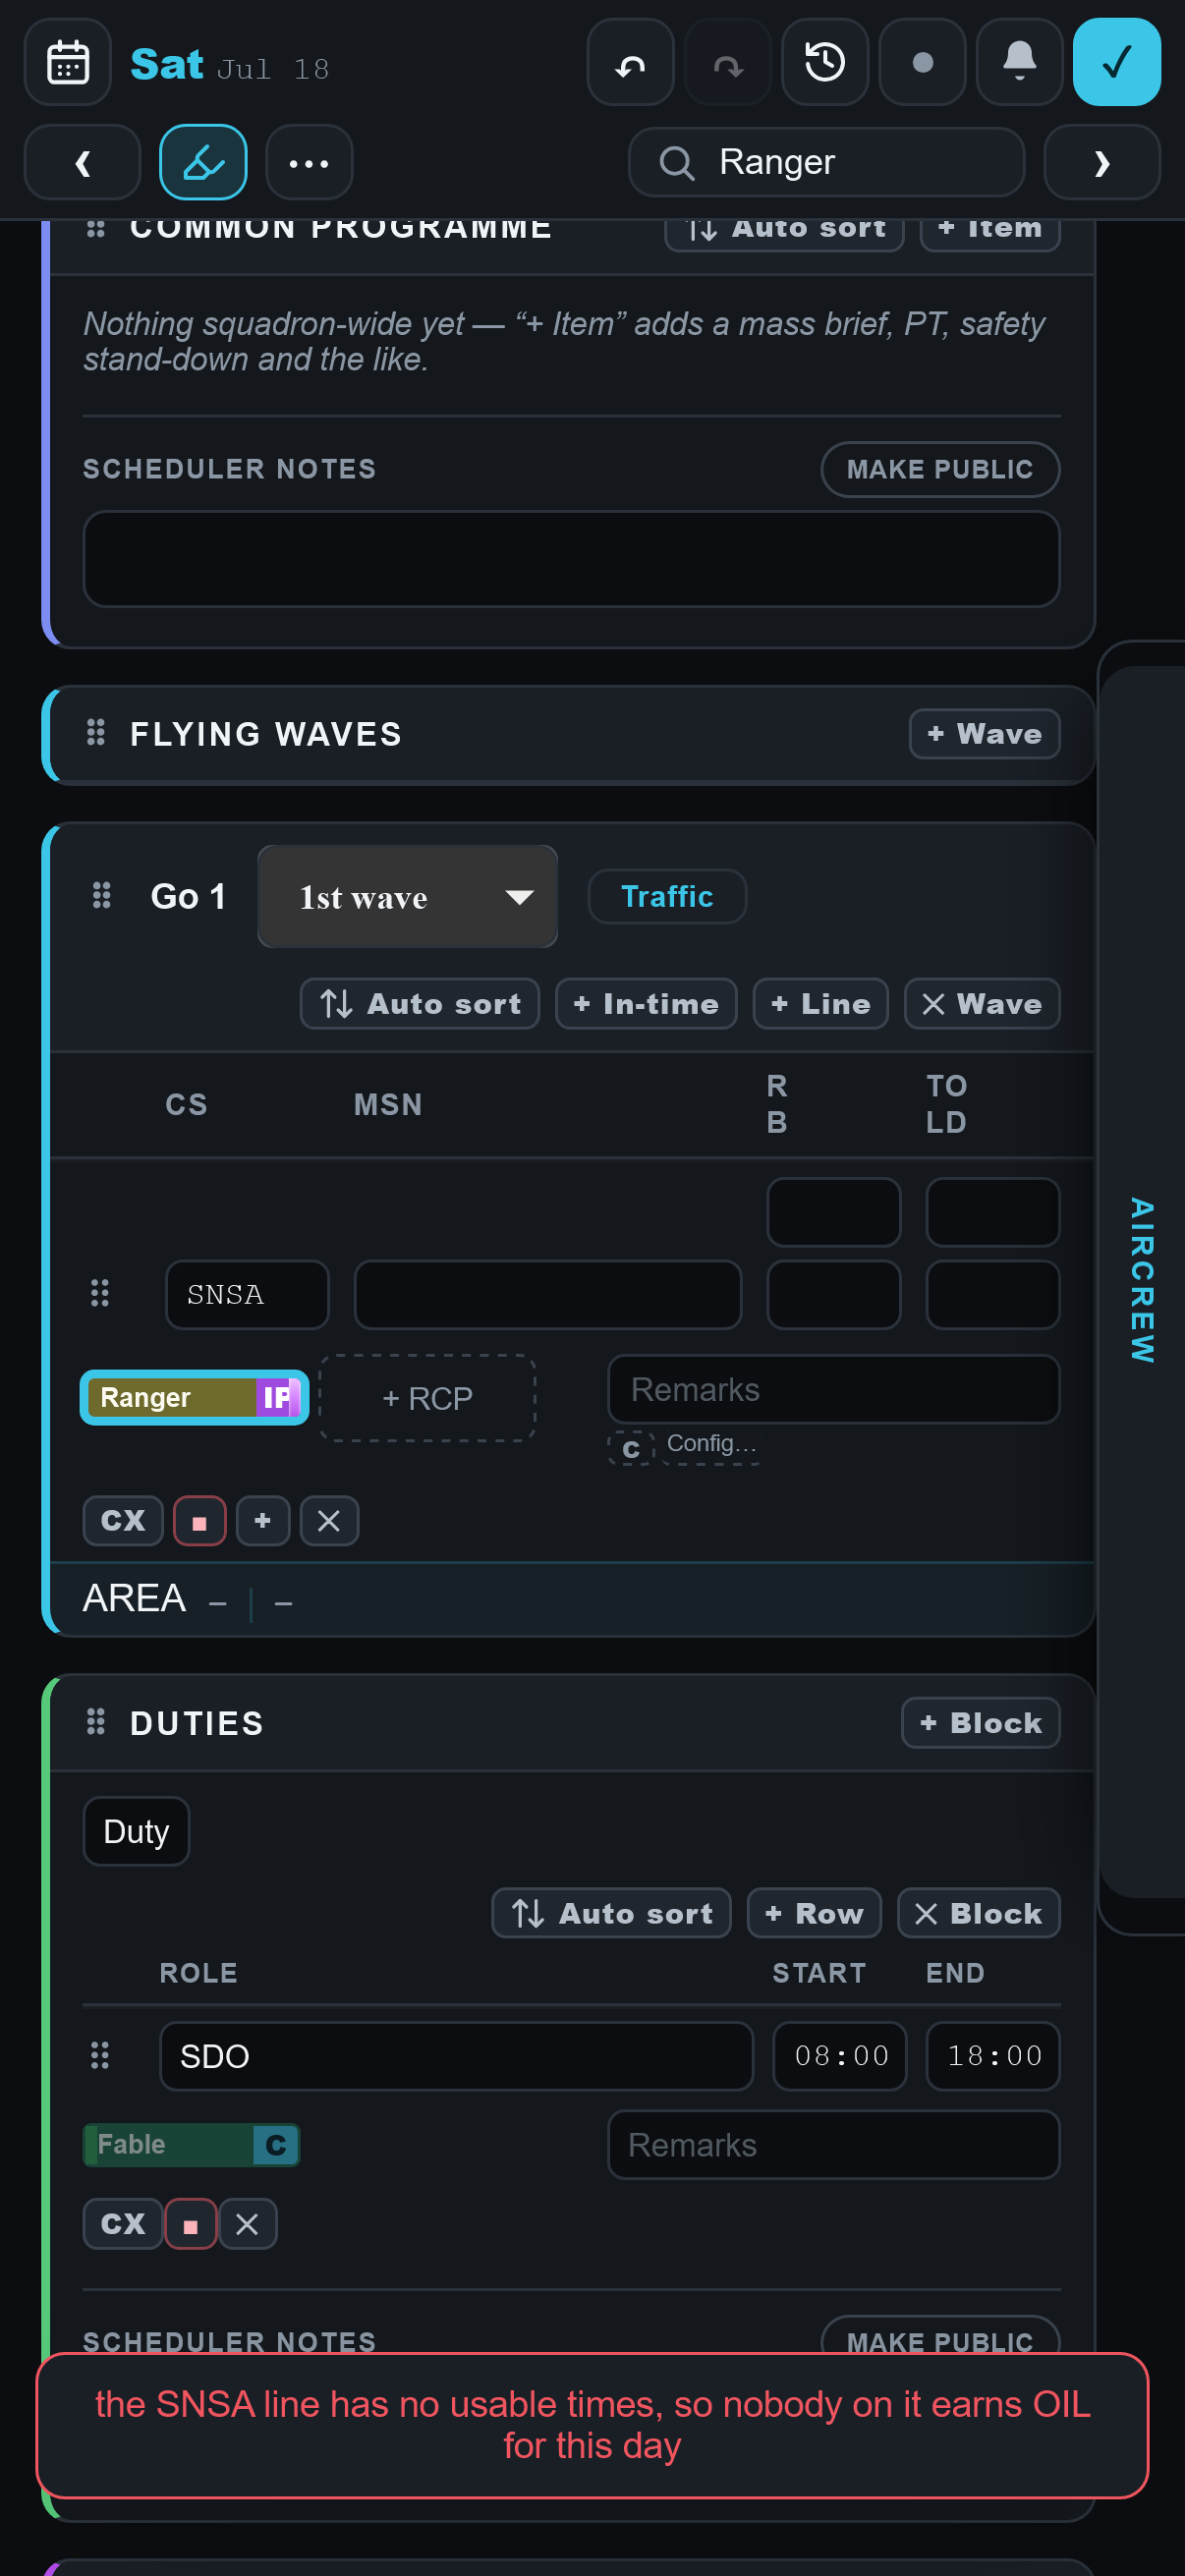 Sat Jul 18
Ranger
COMMON PROGRAMME
Auto sort
+ Item
Nothing squadron-wide yet — “+ Item” adds a mass brief, PT, safety
stand-down and the like.
SCHEDULER NOTES
MAKE PUBLIC
FLYING WAVES
+ Wave
Go 1
1st wave
Traffic
Auto sort
+ In-time
+ Line
× Wave
CS
MSN
R
B
TO
LD
SNSA
Ranger
IP
+ RCP
Remarks
C
Config…
CX
+
×
AREA – | –
AIRCREW
DUTIES
+ Block
Duty
Auto sort
+ Row
× Block
ROLE
START
END
SDO
08:00
18:00
Fable
C
Remarks
CX
×
SCHEDULER NOTES
MAKE PUBLIC
the SNSA line has no usable times, so nobody on it earns OIL
for this day